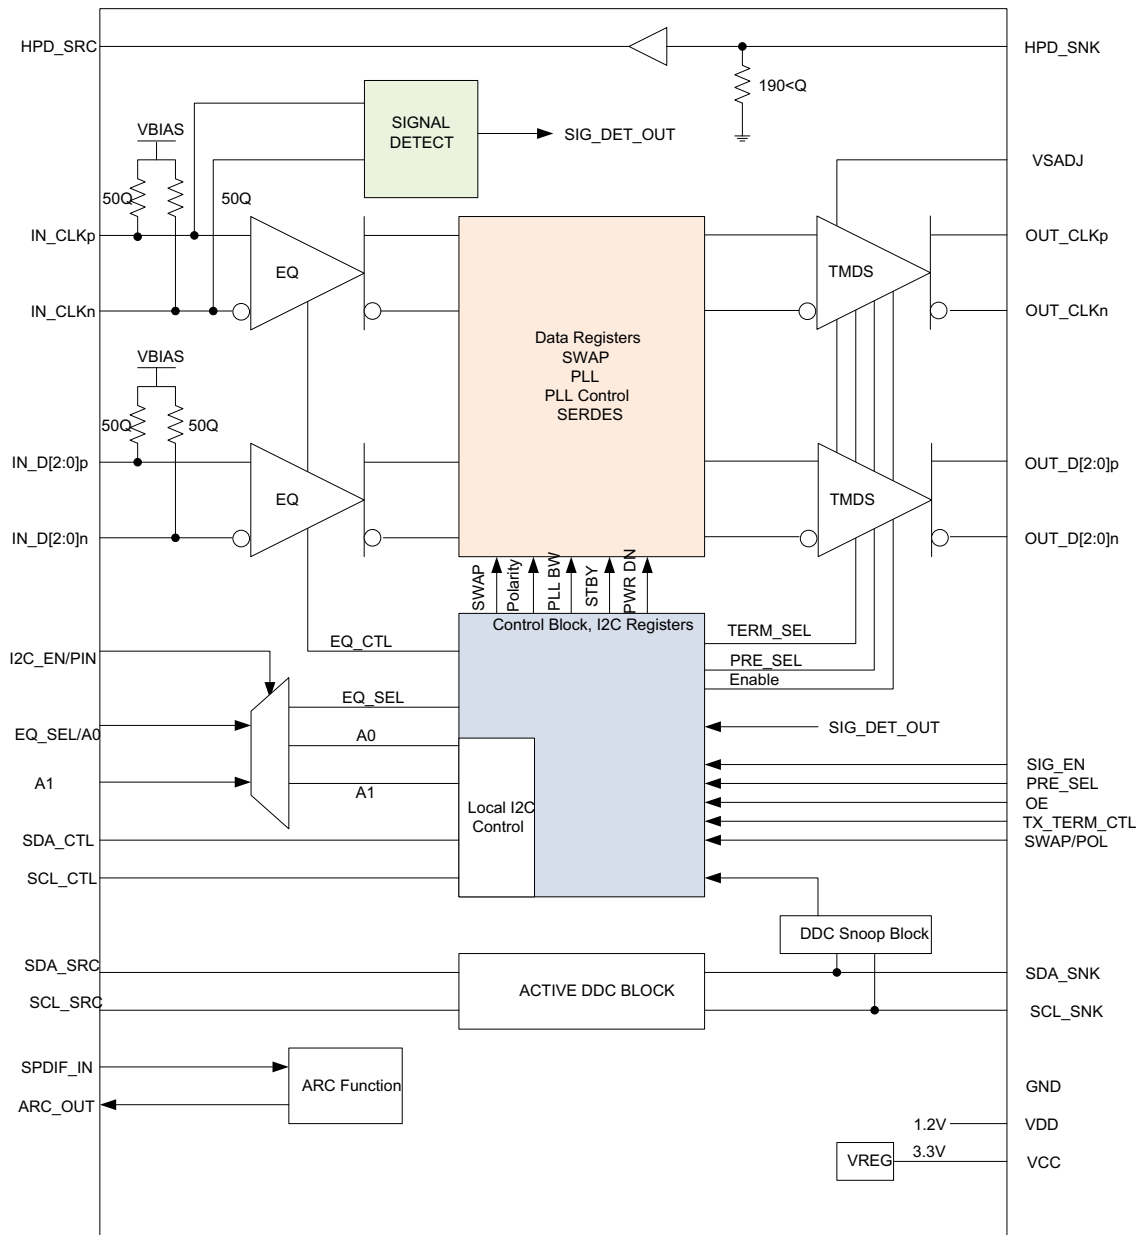 HPD_SRC
HPD_SNK
190<Q
SIGNAL
DETECT
SIG_DET_OUT
VBIAS
VSADJ
50Q
50Q
IN_CLKp
EQ
TMDS
OUT_CLKp
IN_CLKn
OUT_CLKn
Data Registers
SWAP
PLL
PLL Control
SERDES
VBIAS
50Q
50Q
IN_D[2:0]p
EQ
TMDS
OUT_D[2:0]p
IN_D[2:0]n
OUT_D[2:0]n
SWAP
Polarity
PLL BW
STBY
PWR DN
Control Block, I2C Registers
EQ_CTL
TERM_SEL
I2C_EN/PIN
PRE_SEL
Enable
EQ_SEL
EQ_SEL/A0
A0
SIG_DET_OUT
A1
A1
SIG_EN
PRE_SEL
OE
TX_TERM_CTL
SWAP/POL
Local I2C
Control
SDA_CTL
SCL_CTL
DDC Snoop Block
SDA_SRC
ACTIVE DDC BLOCK
SDA_SNK
SCL_SRC
SCL_SNK
SPDIF_IN
ARC Function
ARC_OUT
GND
1.2V
VDD
VREG
3.3V
VCC